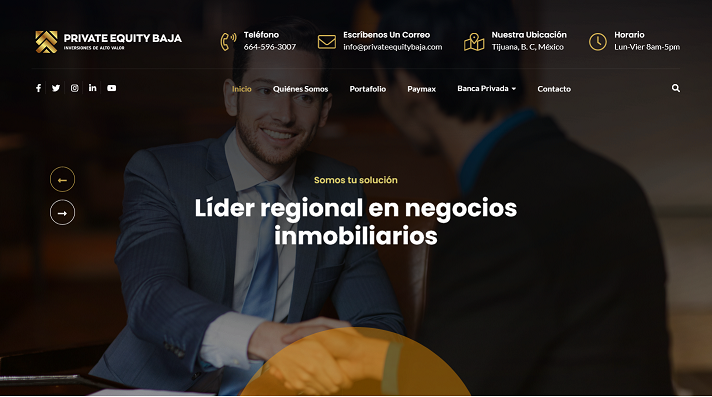 PRIVATE EQUITY BAJA
INVERSIONES DE ALTO VALOR
Teléfono
664-596-3007
Escríbenos Un Correo
info@privateequitybaja.com
Nuestra Ubicación
Tijuana, B. C, México
Horario
Lun-Vier 8am-5pm
Inicio Quiénes Somos Portafolio Paymax Banca Privada Contacto
Somos tu solución
Líder regional en negocios
inmobiliarios